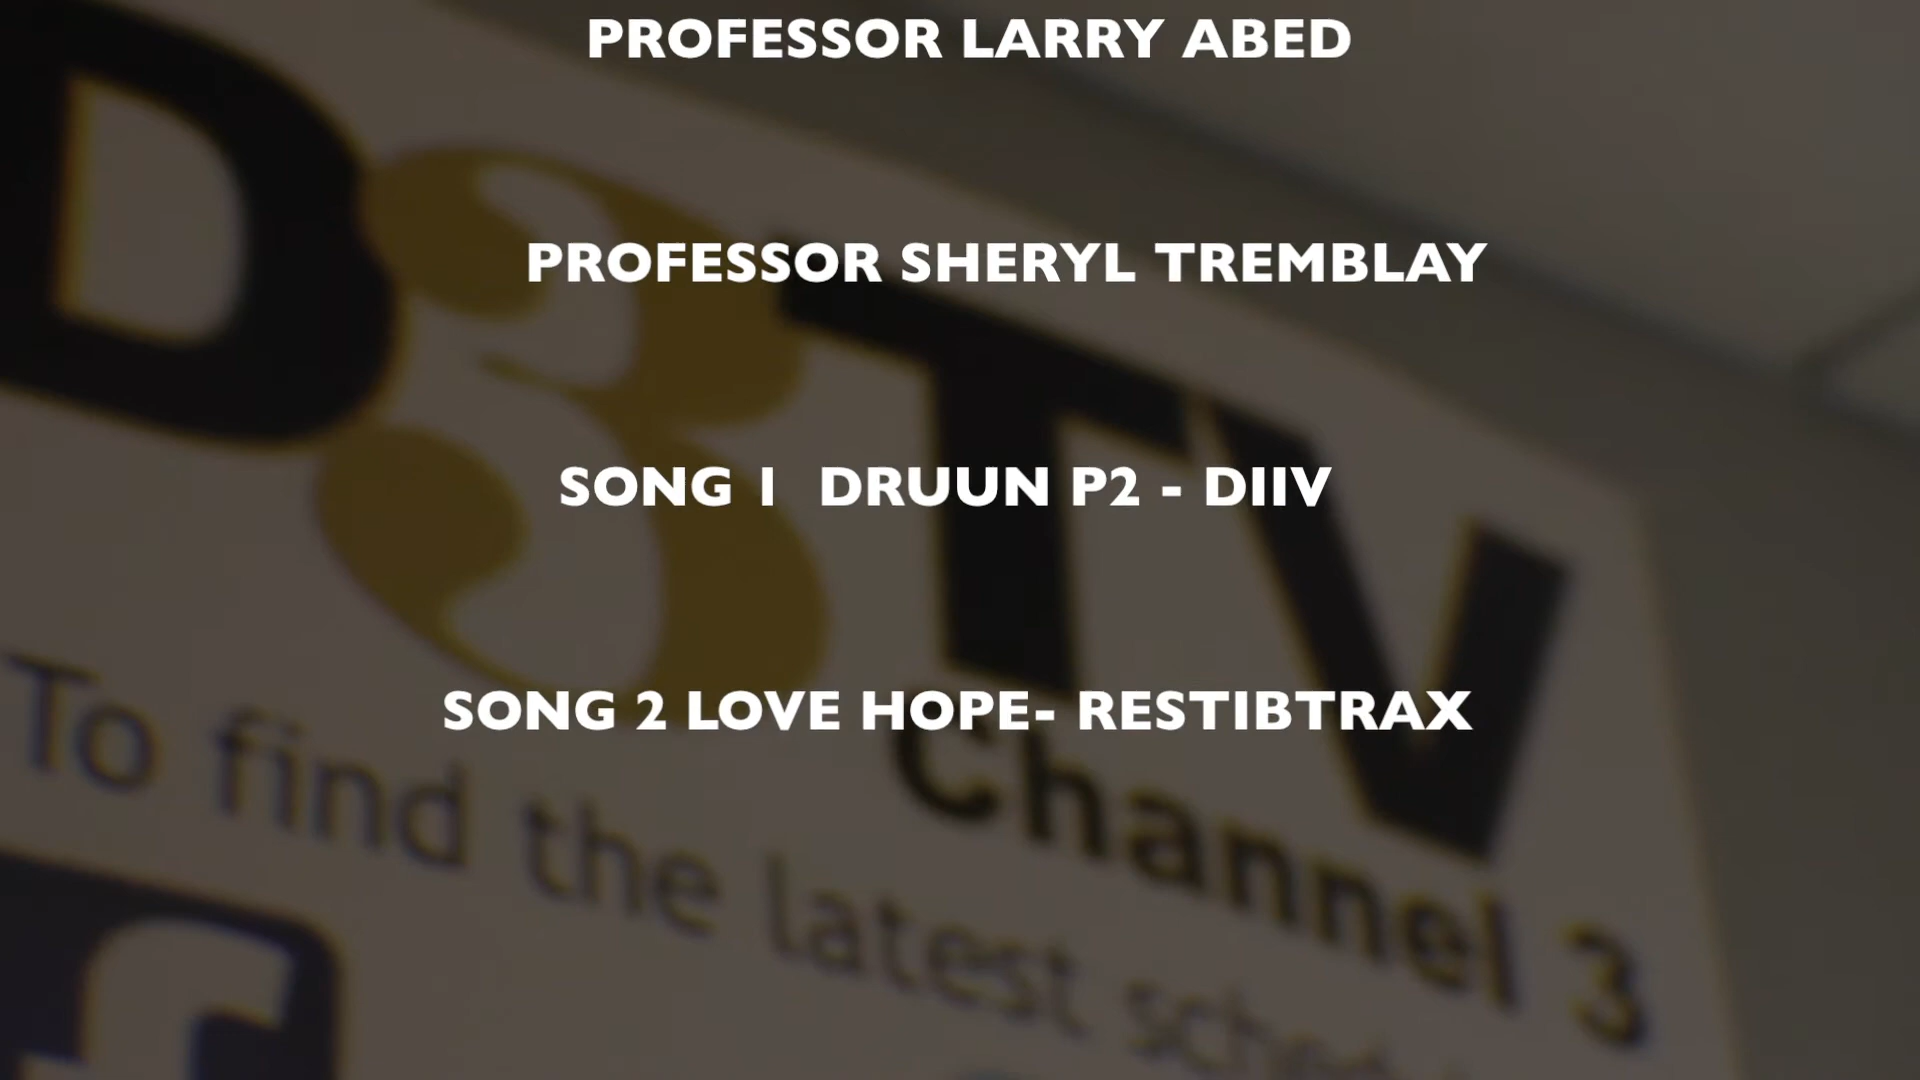 PROFESSOR LARRY ABED
PROFESSOR SHERYL TREMBLAY
SONG 1 DRUUN P2 - DIIV
SONG 2 LOVE HOPE- RESTIBTRAX
D3TV
Channel 3
To find the latest
f